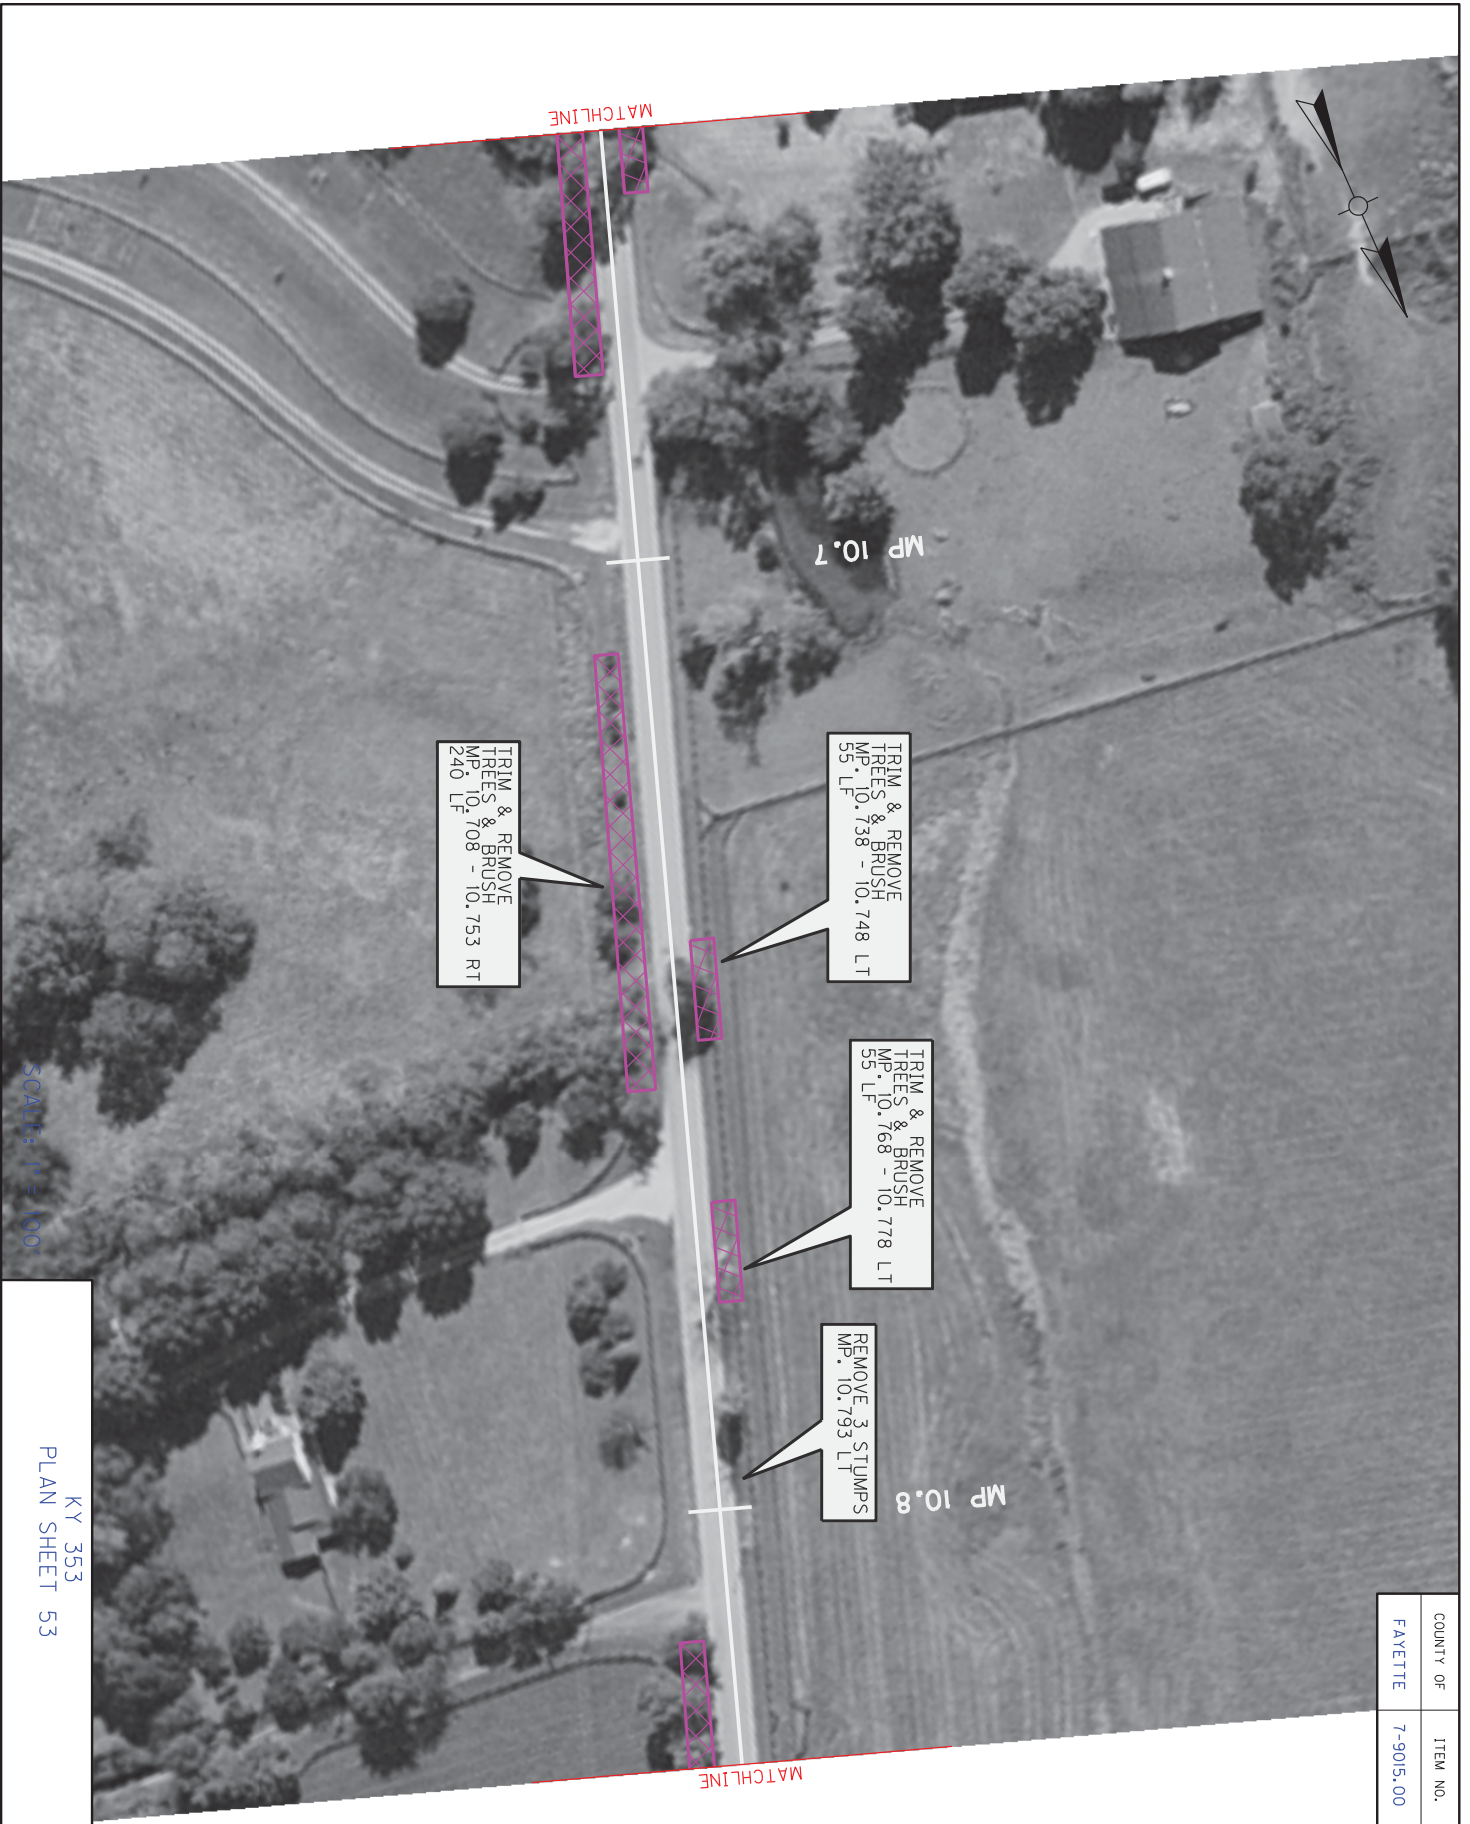 COUNTY OF
ITEM NO.
FAYETTE
7-9015.00
MATCHLINE
MP 10.7
TRIM & REMOVE
TREES & BRUSH
MP. 10.738 - 10.748 LT
55 LF
TRIM & REMOVE
TREES & BRUSH
MP. 10.768 - 10.778 LT
55 LF
REMOVE 3 STUMPS
MP. 10.793 LT
MP 10.8
TRIM & REMOVE
TREES & BRUSH
MP. 10.708 - 10.753 RT
240 LF
MATCHLINE
SCALE: 1" = 100'
KY 353
PLAN SHEET 53